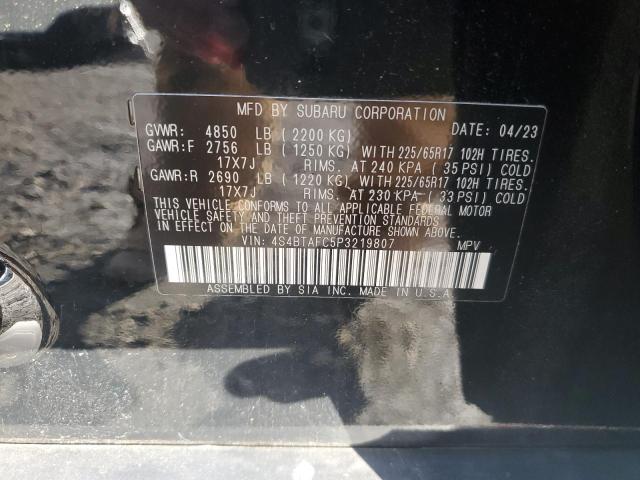 MFD BY SUBARU CORPORATION
GVWR: 4850 LB ( 2200 KG) DATE: 04/23
GAWR:F 2756 LB ( 1250 KG) WITH 225/65R17 102H TIRES.
17X7J RIMS. AT 240 KPA ( 35 PSI) COLD
GAWR:R 2690 LB ( 1220 KG) WITH 225/65R17 102H TIRES.
17X7J RIMS. AT 230 KPA ( 33 PSI) COLD
THIS VEHICLE CONFORMS TO ALL APPLICABLE FEDERAL MOTOR
VEHICLE SAFETY AND BUMPER STANDARDS IN EFFECT ON THE
DATE OF MANUFACTURE SHOWN ABOVE.
VIN: 4S4BTAFC5P3219807 MPV
ASSEMBLED BY SIA INC. MADE IN U.S.A